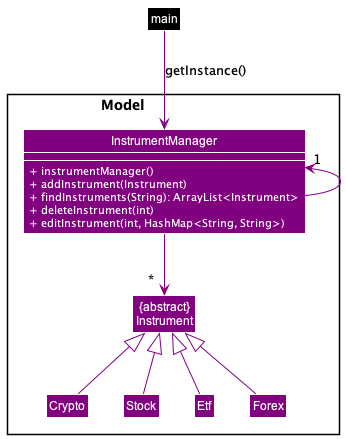 main
getInstance()
Model
InstrumentManager
1
+ instrumentManager()
+ addInstrument(Instrument)
+ findInstruments(String): ArrayList<Instrument>
+ deleteInstrument(int)
+ editInstrument(int, HashMap<String, String>)
*
{abstract}
Instrument
Crypto
Stock
Etf
Forex